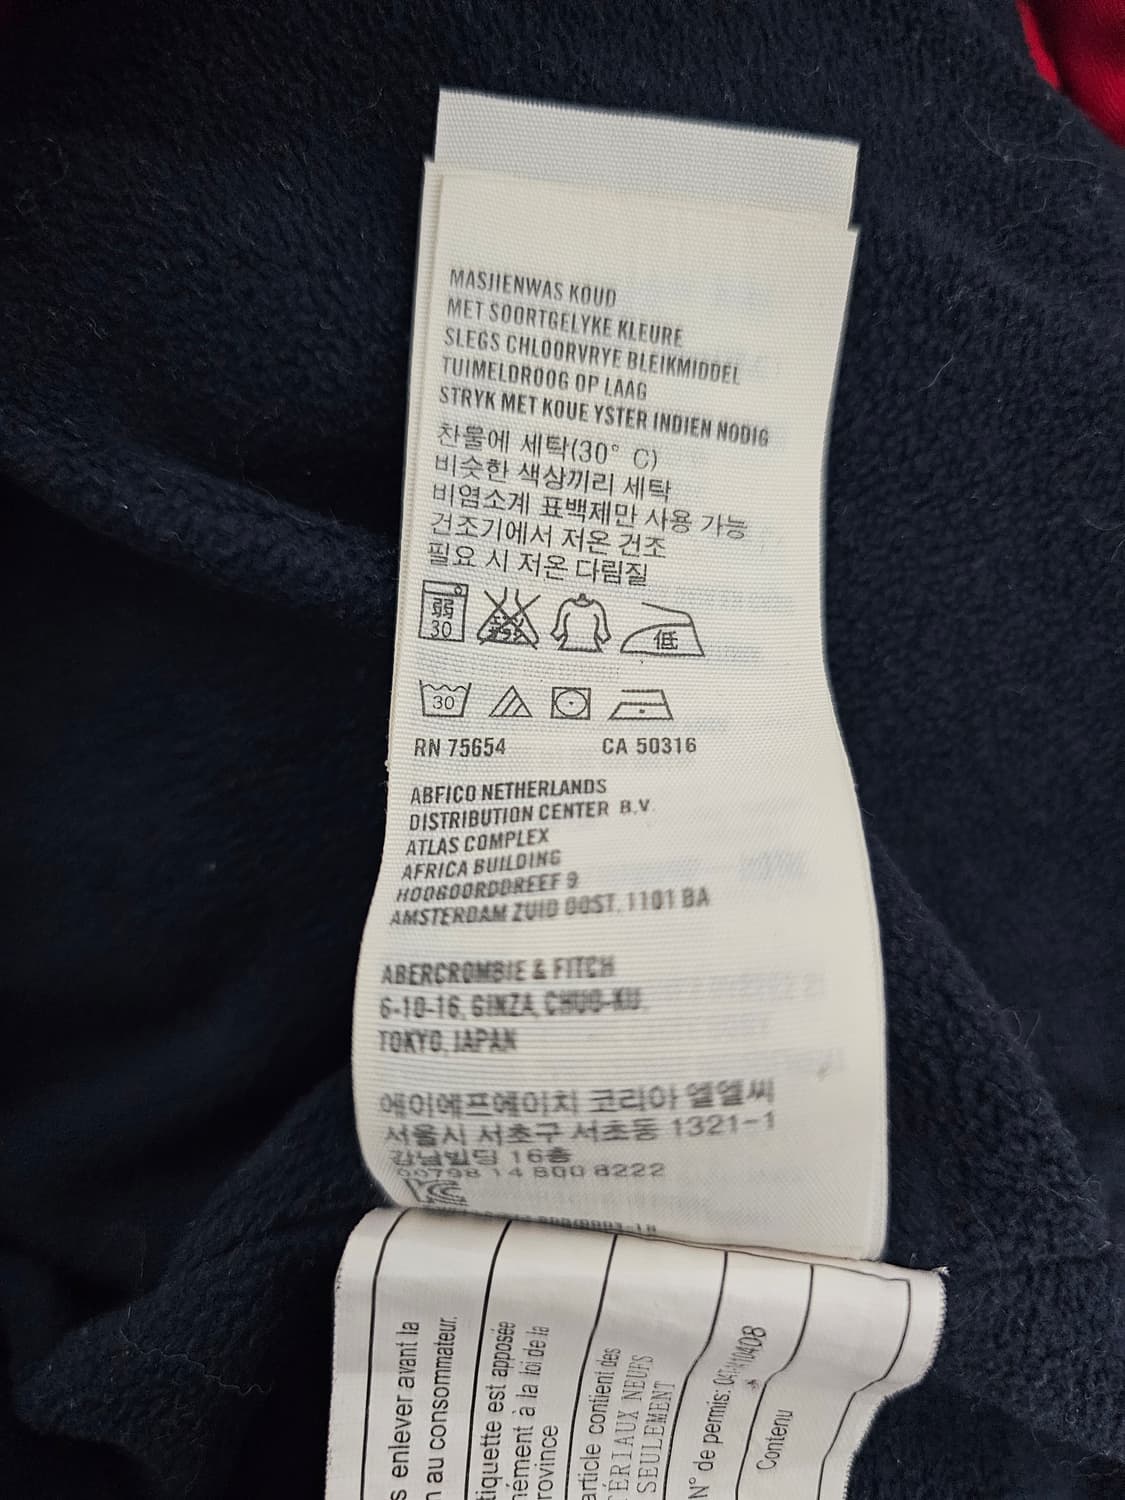 MASJIENWAS KOUD
MET SOORTGELYKE KLEURE
SLEGS CHLOORVRYE BLEIKMIDDEL
TUIMELDROOG OP LAAG
STRYK MET KOUE YSTER INDIEN NODIG
찬물에 세탁(30° C)
비슷한 색상끼리 세탁
비염소계 표백제만 사용 가능
건조기에서 저온 건조
필요 시 저온 다림질
弱
30
低
30
RN 75654 CA 50316
ABFICO NETHERLANDS
DISTRIBUTION CENTER B.V.
ATLAS COMPLEX
AFRICA BUILDING
HOOGOORDDREEF 9
AMSTERDAM ZUID OOST, 1101 BA
ABERCROMBIE & FITCH
6-10-16, GINZA, CHUO-KU,
TOKYO, JAPAN
에이에프에이치 코리아 엘엘씨
서울시 서초구 서초동 1321-1
강남빌딩 16층
00798 14 800 8222
s enlever avant la
n au consommateur.
tiquette est apposée
nément à la loi de la
rovince
article contient des
TÉRIAUX NEUFS
SEULEMENT
N° de permis:
Contenu